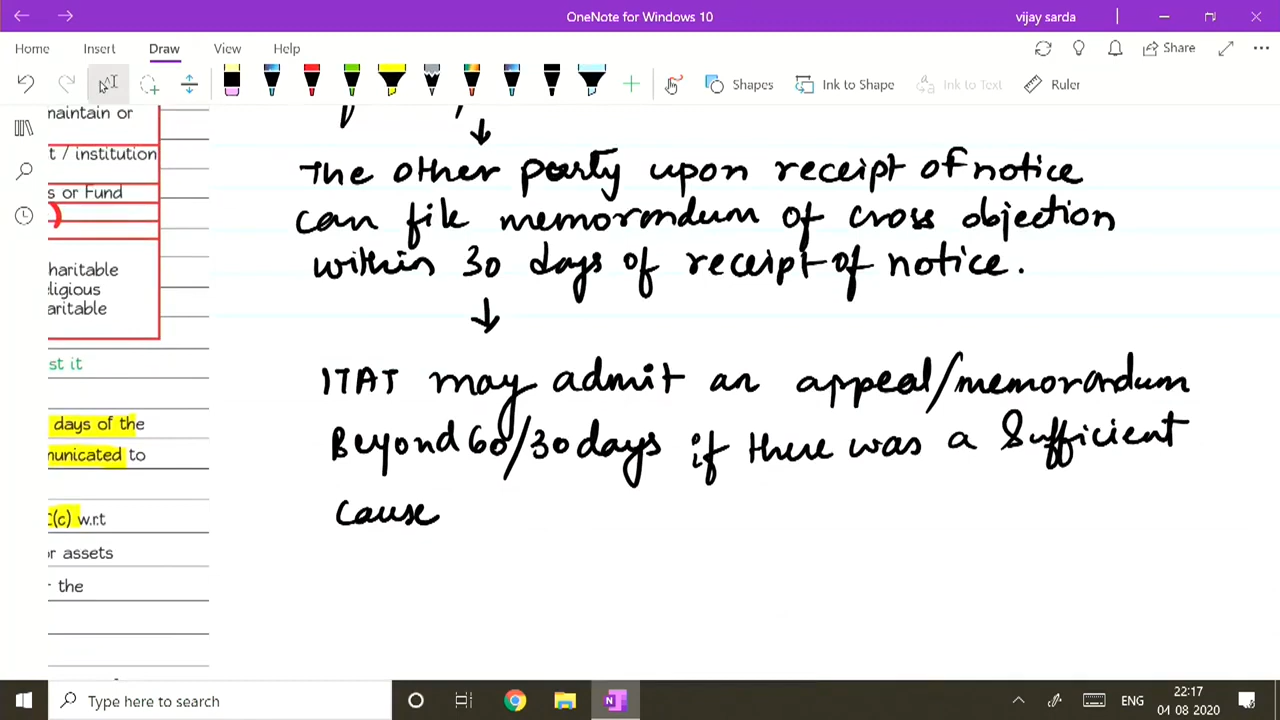 OneNote for Windows 10
vijay sarda
Home Insert Draw View Help
Share
Shapes
Ink to Shape
Ink to Text
Ruler
naintain or
t / institution
s or Fund
)
haritable
eligious
aritable
st it
days of the
nunicated to
(c) w.r.t
or assets
the
The other party upon receipt of notice
can file memorandum of cross objection
within 30 days of receipt of notice.
ITAT may admit an appeal/memorandum
Beyond 60/30 days if there was a Sufficient
cause
Type here to search
ENG
22:17
04-08-2020